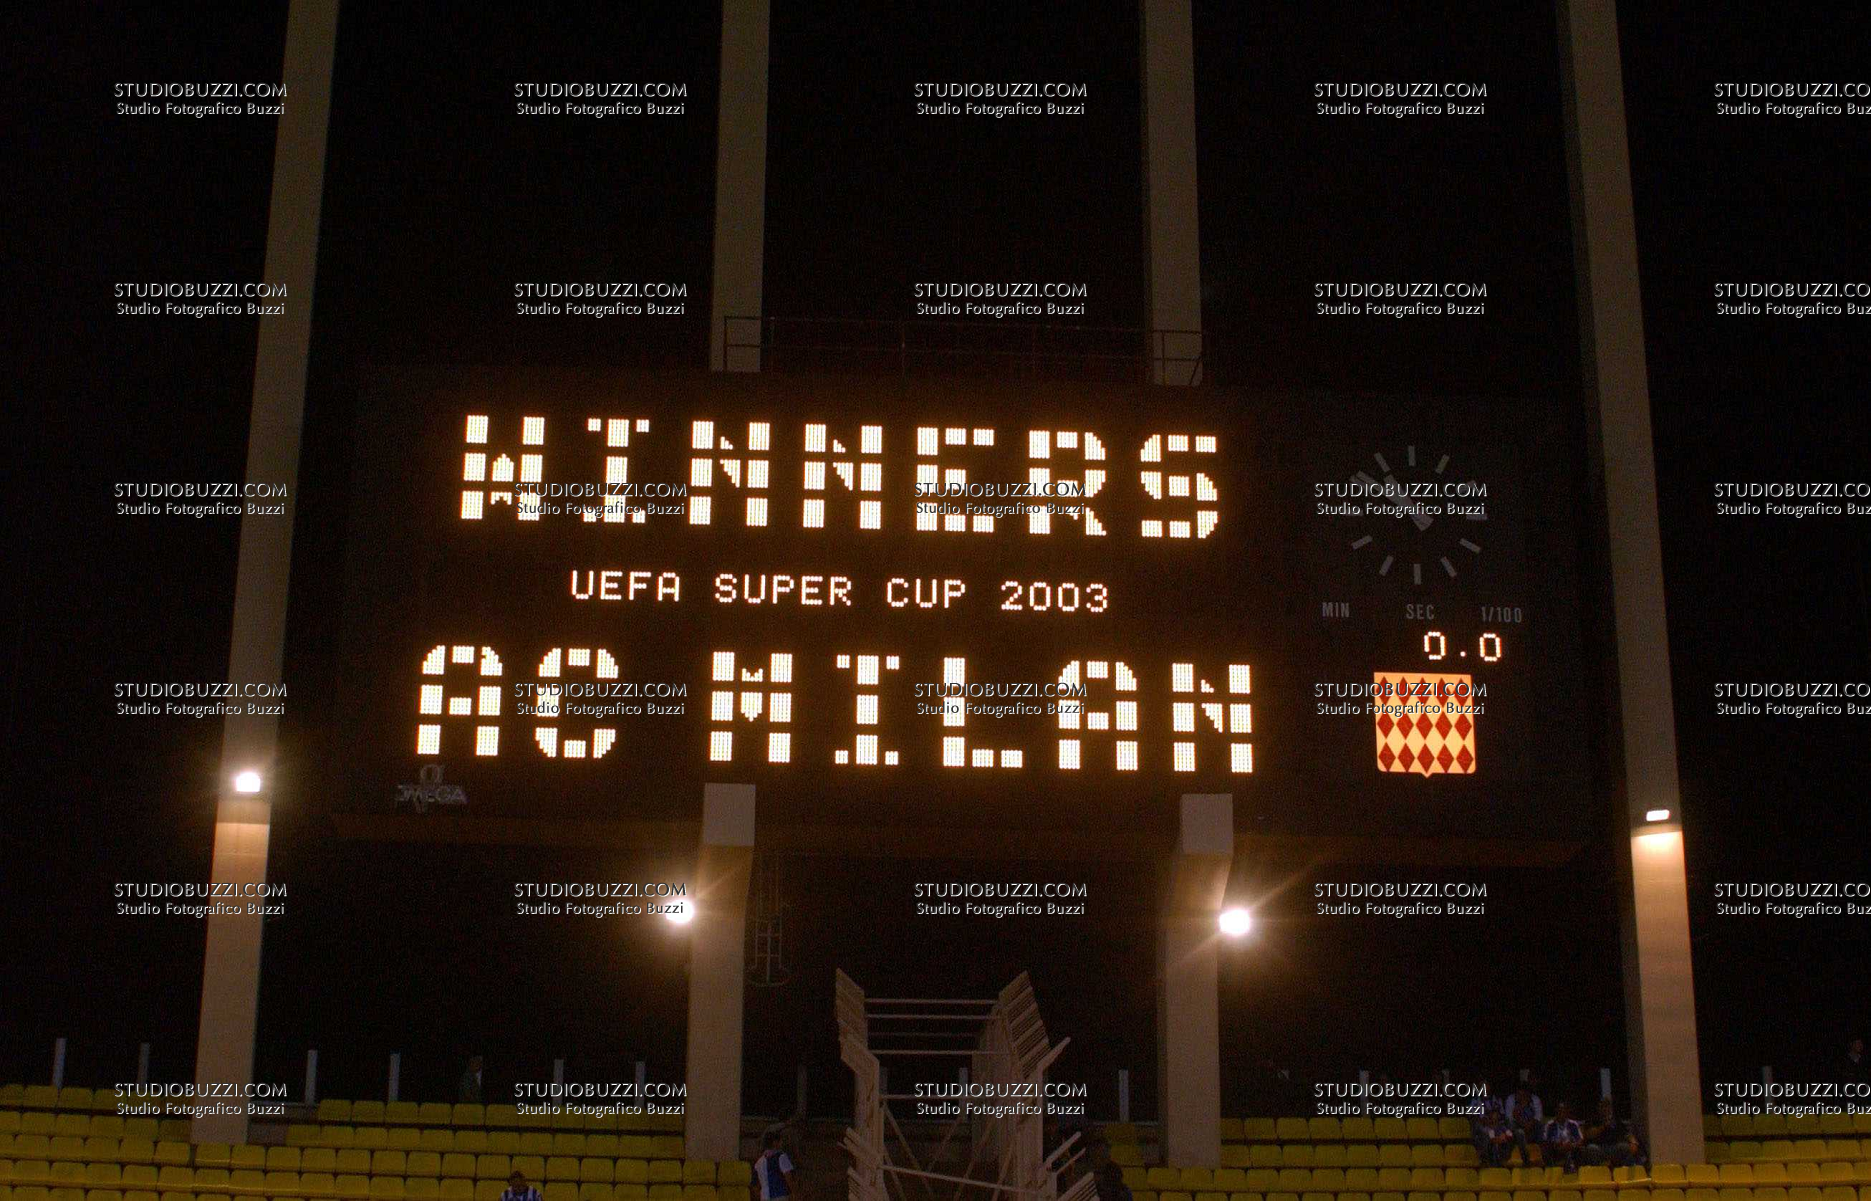 WINNERS
UEFA SUPER CUP 2003
AC MILAN
MIN SEC 1/100
0.0
OMEGA
STUDIOBUZZI.COM
Studio Fotografico Buzzi